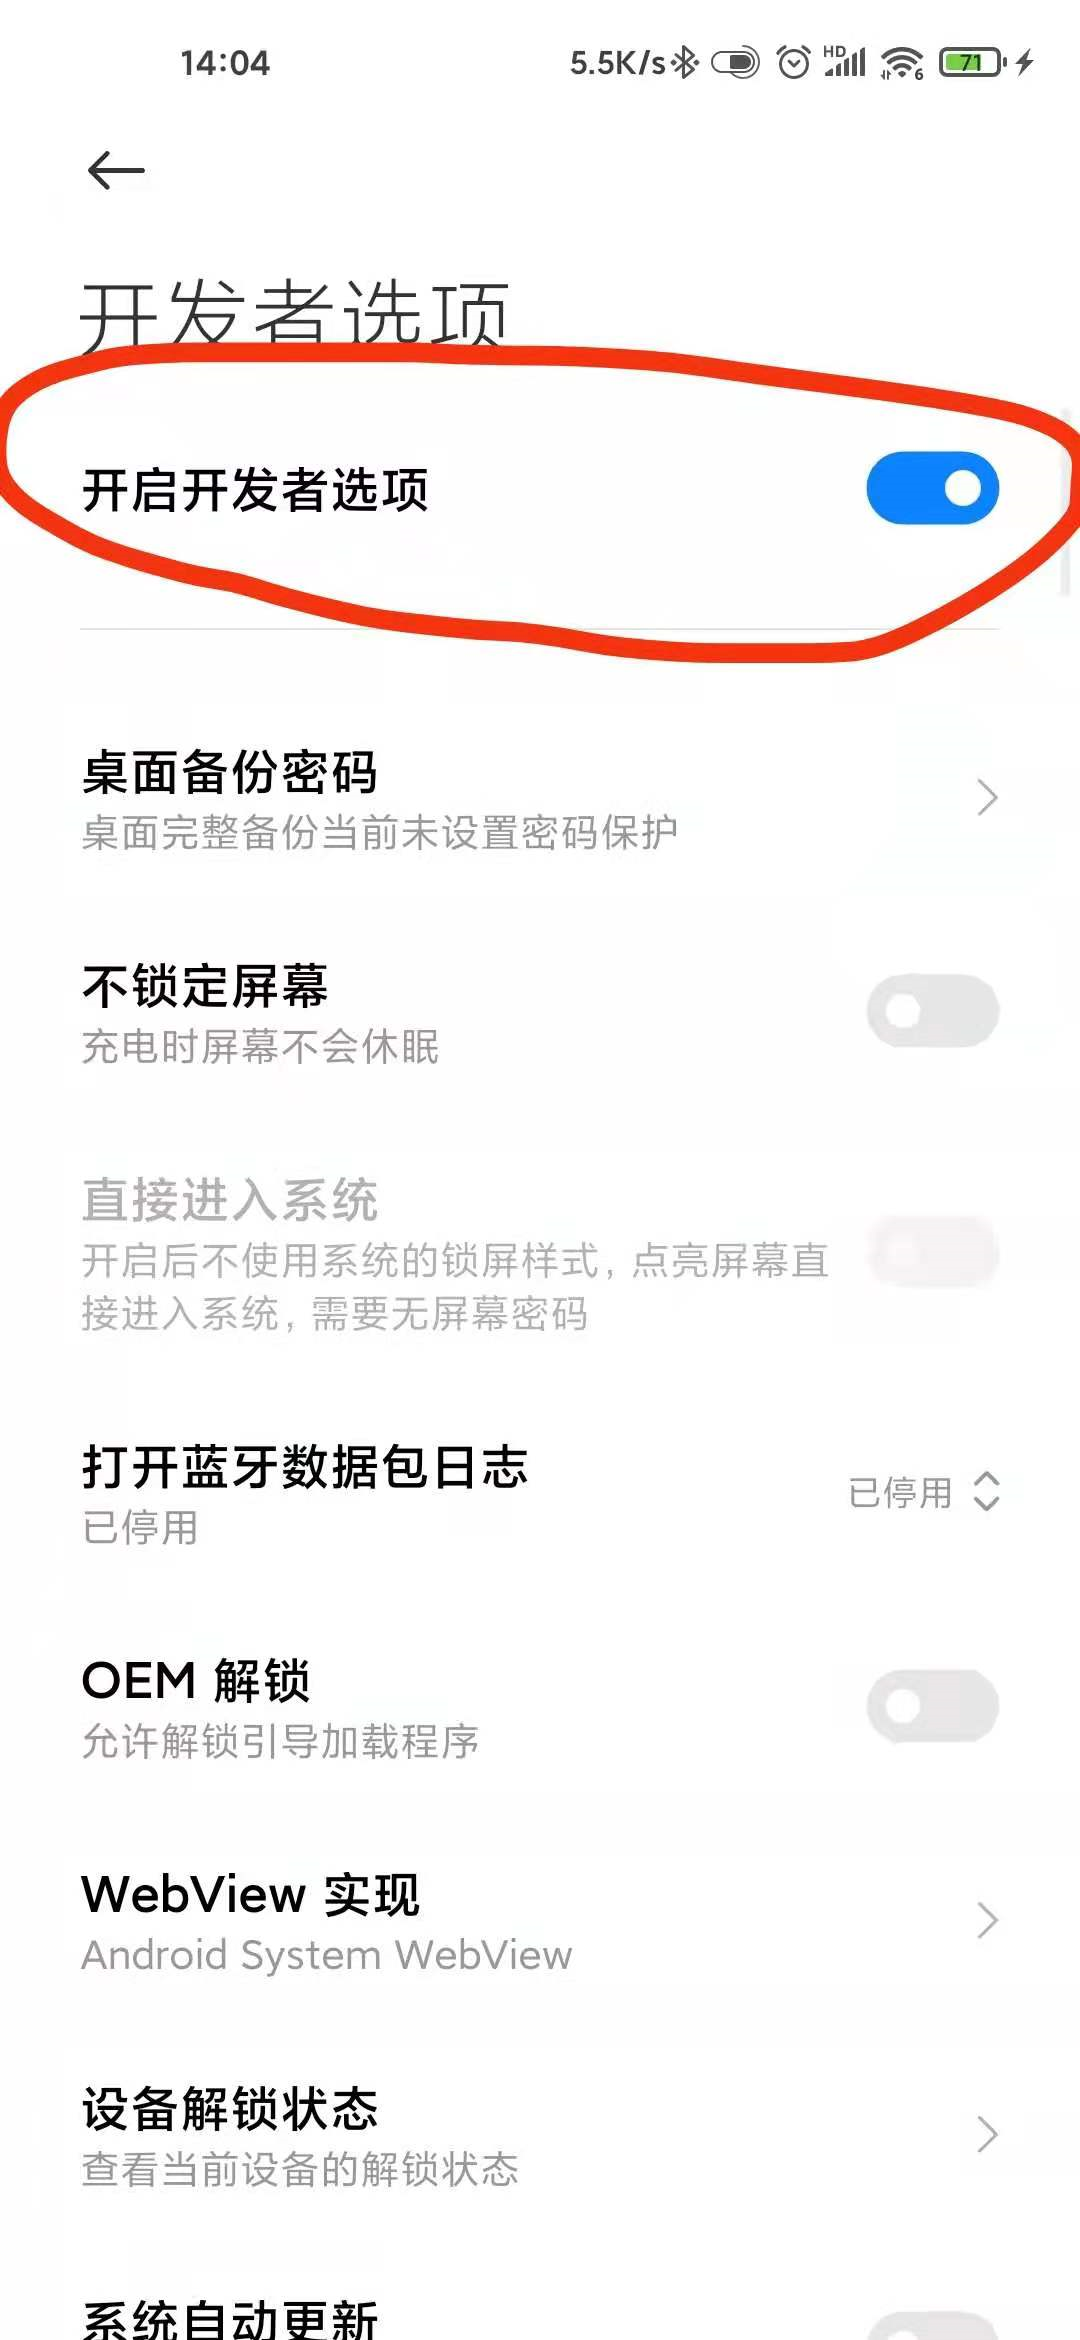 14:04 5.5K/s HD 6 71
开发者选项
开启开发者选项
桌面备份密码
桌面完整备份当前未设置密码保护
不锁定屏幕
充电时屏幕不会休眠
直接进入系统
开启后不使用系统的锁屏样式，点亮屏幕直
接进入系统，需要无屏幕密码
打开蓝牙数据包日志
已停用
已停用
OEM 解锁
允许解锁引导加载程序
WebView 实现
Android System WebView
设备解锁状态
查看当前设备的解锁状态
系统自动更新